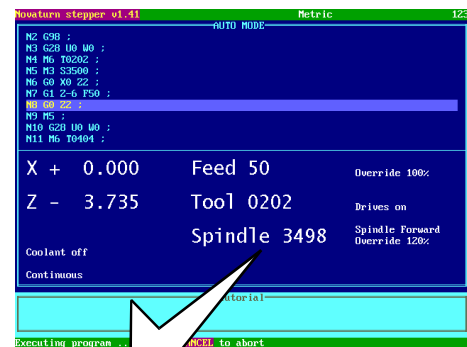 Novaturn stepper v1.41 Metric 123
AUTO MODE
N2 G98 ;
N3 G28 U0 W0 ;
N4 M6 T0202 ;
N5 M3 S3500 ;
N6 G0 X0 Z2 ;
N7 G1 Z-6 F50 ;
N8 G0 Z2 ;
N9 M5 ;
N10 G28 U0 W0 ;
N11 M6 T0404 ;
X + 0.000 Feed 50 Override 100%
Z - 3.735 Tool 0202 Drives on
Spindle 3498 Spindle Forward
Override 120%
Coolant off
Continuous
utorial
Executing program .. ANCEL to abort